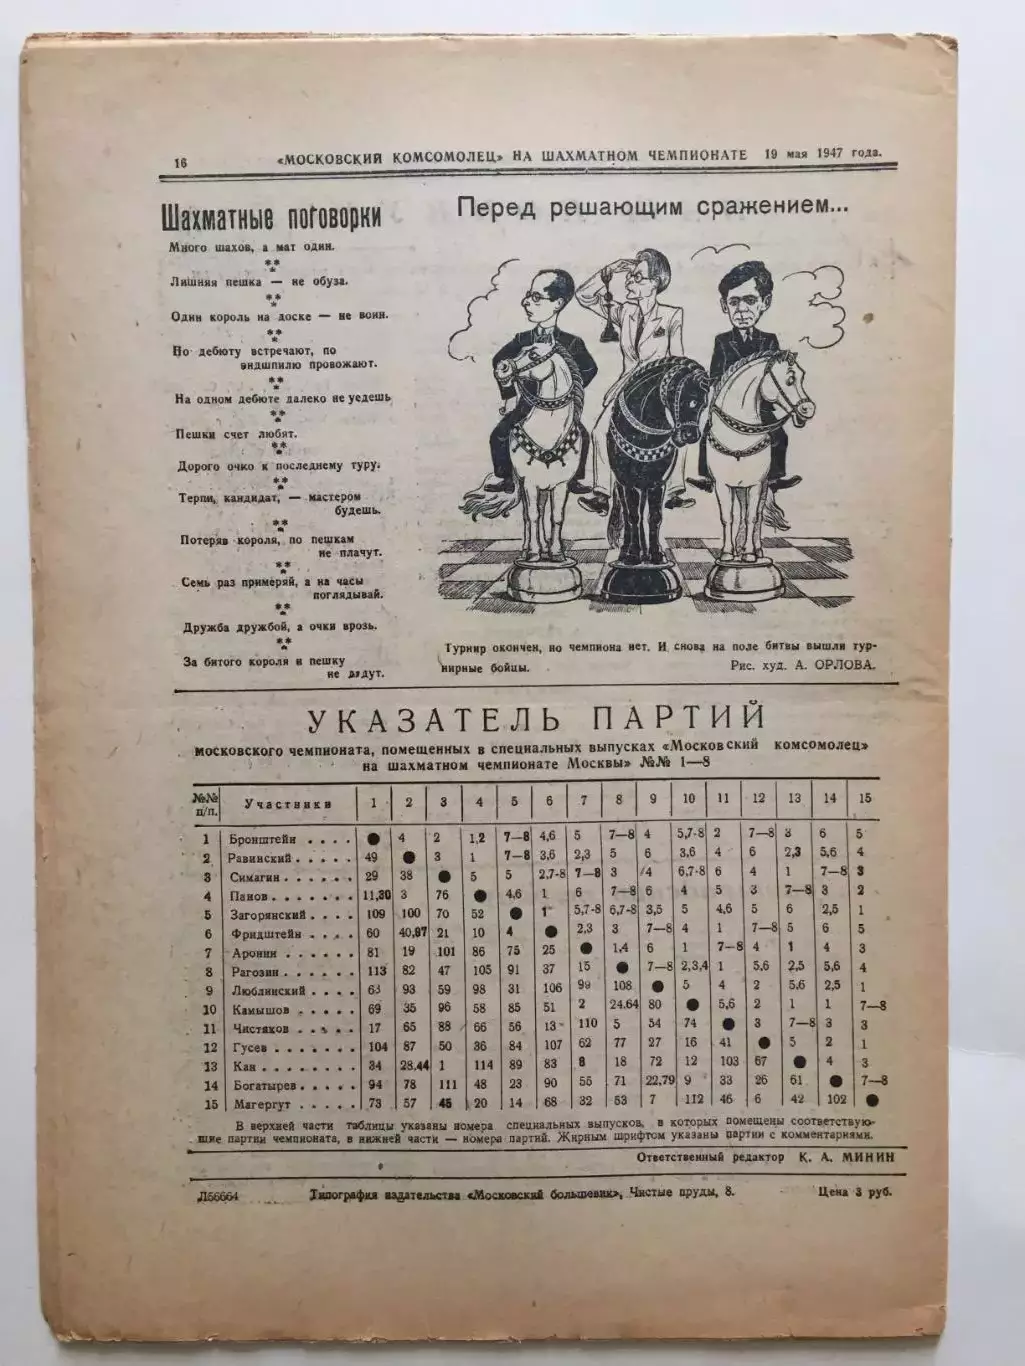 16
«МОСКОВСКИЙ КОМСОМОЛЕЦ» НА ШАХМАТНОМ ЧЕМПИОНАТЕ 19 мая 1947 года.
Шахматные поговорки
Много шахов, а мат один.
***
Лишняя пешка — не обуза.
***
Один король на доске — не воин.
***
По дебюту встречают, по
эндшпилю провожают.
***
На одном дебюте далеко не уедешь
***
Пешки счет любят.
***
Дорого очко к последнему туру.
***
Терпи, кандидат, — мастером
будешь.
***
Потеряв короля, по пешкам
не плачут.
***
Семь раз примеряй, а на часы
поглядывай.
***
Дружба дружбой, а очки врозь.
***
За битого короля и пешку
не дадут.
Перед решающим сражением...
Турнир окончен, но чемпиона нет. И снова на поле битвы вышли тур-
нирные бойцы. Рис. худ. А. ОРЛОВА.
УКАЗАТЕЛЬ ПАРТИЙ
московского чемпионата, помещенных в специальных выпусках «Московский комсомолец»
на шахматном чемпионате Москвы» №№ 1—8
№№ п/п. Участники 1 2 3 4 5 6 7 8 9 10 11 12 13 14 15
1 Бронштейн . . . . ● 4 2 1,2 7—8 4,6 5 7—8 4 5,7-8 2 7—8 3 6 5
2 Равинский . . . . . 49 ● 3 1 7—8 3,6 2,3 5 6 3,6 4 6 2,3 5,6 4
3 Симагин . . . . . . 29 38 ● 5 5 2,7-8 7—8 3 4 6,7-8 6 4 1 7—8 3
4 Панов . . . . . . . 11,30 3 76 ● 4,6 1 6 7—8 6 4 5 3 7—8 3 2
5 Загорянский . . . . 109 100 70 52 ● 1 5,7-8 6,7-8 3,5 5 4,6 5 6 2,5 1
6 Фридштейн . . . . 60 40,97 21 10 4 ● 2,3 3 7—8 4 1 7—8 5 6 5
7 Аронин . . . . . . 81 19 101 86 75 25 ● 1,4 6 1 7—8 4 1 4 3
8 Рагозин . . . . . . 113 82 47 105 91 37 15 ● 7—8 2,3,4 1 5,6 2,5 5,6 4
9 Люблинский . . . . 63 93 59 98 31 106 99 108 ● 5 4 2 5,6 2,5 1
10 Камышов . . . . . 69 35 96 58 85 51 2 24.64 80 ● 5,6 2 1 1 7—8
11 Чистяков . . . . . 17 65 88 66 56 13 110 5 54 74 ● 3 7—8 3 3
12 Гусев . . . . . . . 104 87 50 36 84 107 62 77 27 16 41 ● 5 2 1
13 Кан . . . . . . . . 34 28.44 1 114 89 83 8 18 72 12 103 67 ● 4 3
14 Богатырев . . . . . 94 78 111 48 23 90 55 71 22,79 9 33 26 61 ● 7—8
15 Магергут . . . . . 73 57 45 20 14 68 32 53 7 112 46 6 42 102 ●
В верхней части таблицы указаны номера специальных выпусков, в которых помещены соответствую-
щие партии чемпионата, в нижней части — номера партий. Жирным шрифтом указаны партии с комментариями.
Ответственный редактор К. А. МИНИН
Л56664 Типография издательства «Московский большевик», Чистые пруды, 8. Цена 3 руб.